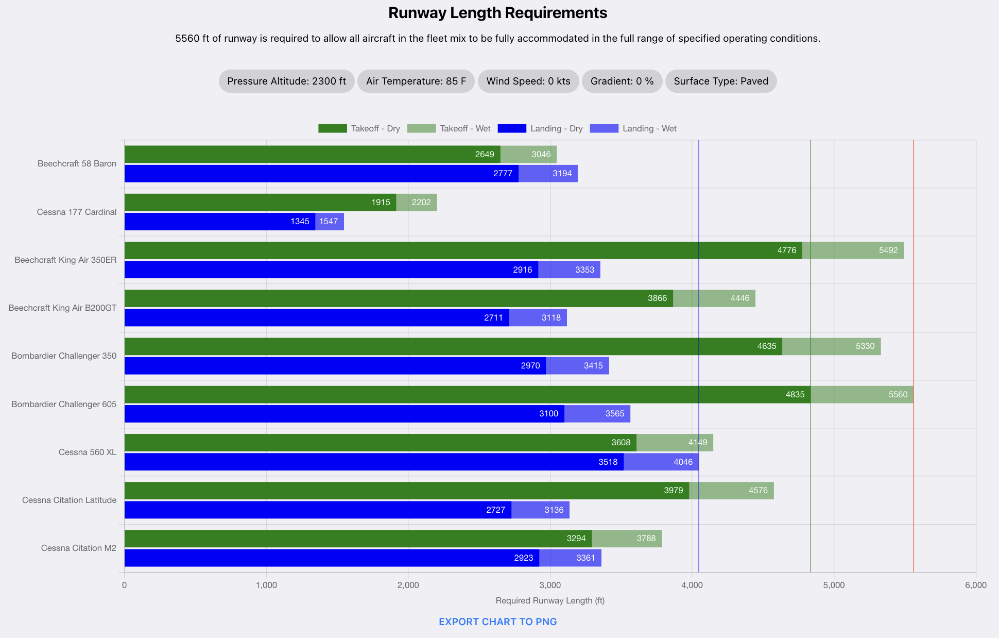 Runway Length Requirements
5560 ft of runway is required to allow all aircraft in the fleet mix to be fully accommodated in the full range of specified operating conditions.
Pressure Altitude: 2300 ft Air Temperature: 85 F Wind Speed: 0 kts Gradient: 0 % Surface Type: Paved
Takeoff - Dry Takeoff - Wet Landing - Dry Landing - Wet
2649 3046
Beechcraft 58 Baron
2777 3194
1915 2202
Cessna 177 Cardinal
1345 1547
4776 5492
Beechcraft King Air 350ER
2916 3353
3866 4446
Beechcraft King Air B200GT
2711 3118
4635 5330
Bombardier Challenger 350
2970 3415
4835 5560
Bombardier Challenger 605
3100 3565
3608 4149
Cessna 560 XL
3518 4046
3979 4576
Cessna Citation Latitude
2727 3136
3294 3788
Cessna Citation M2
2923 3361
0 1,000 2,000 3,000 4,000 5,000 6,000
Required Runway Length (ft)
EXPORT CHART TO PNG